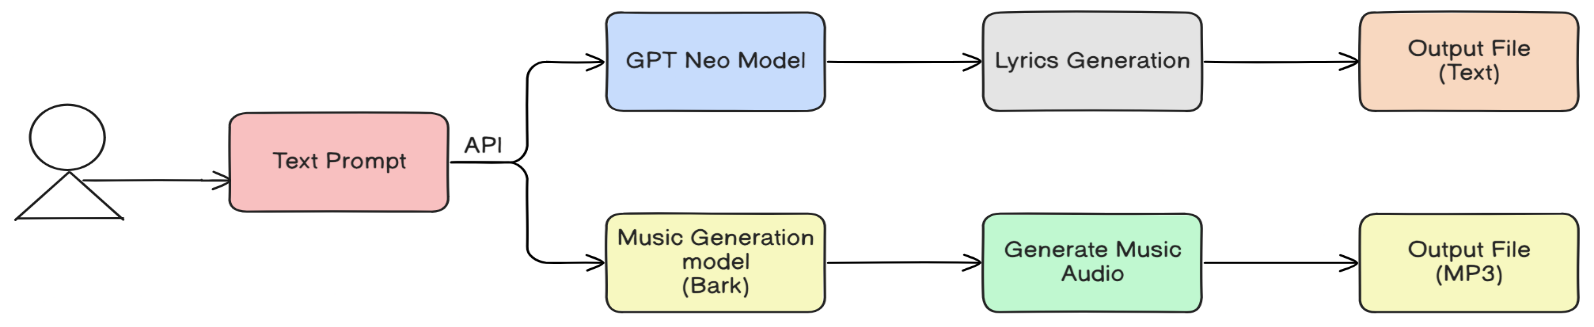 Text Prompt
API
GPT Neo Model
Lyrics Generation
Output File
(Text)
Music Generation
model
(Bark)
Generate Music
Audio
Output File
(MP3)